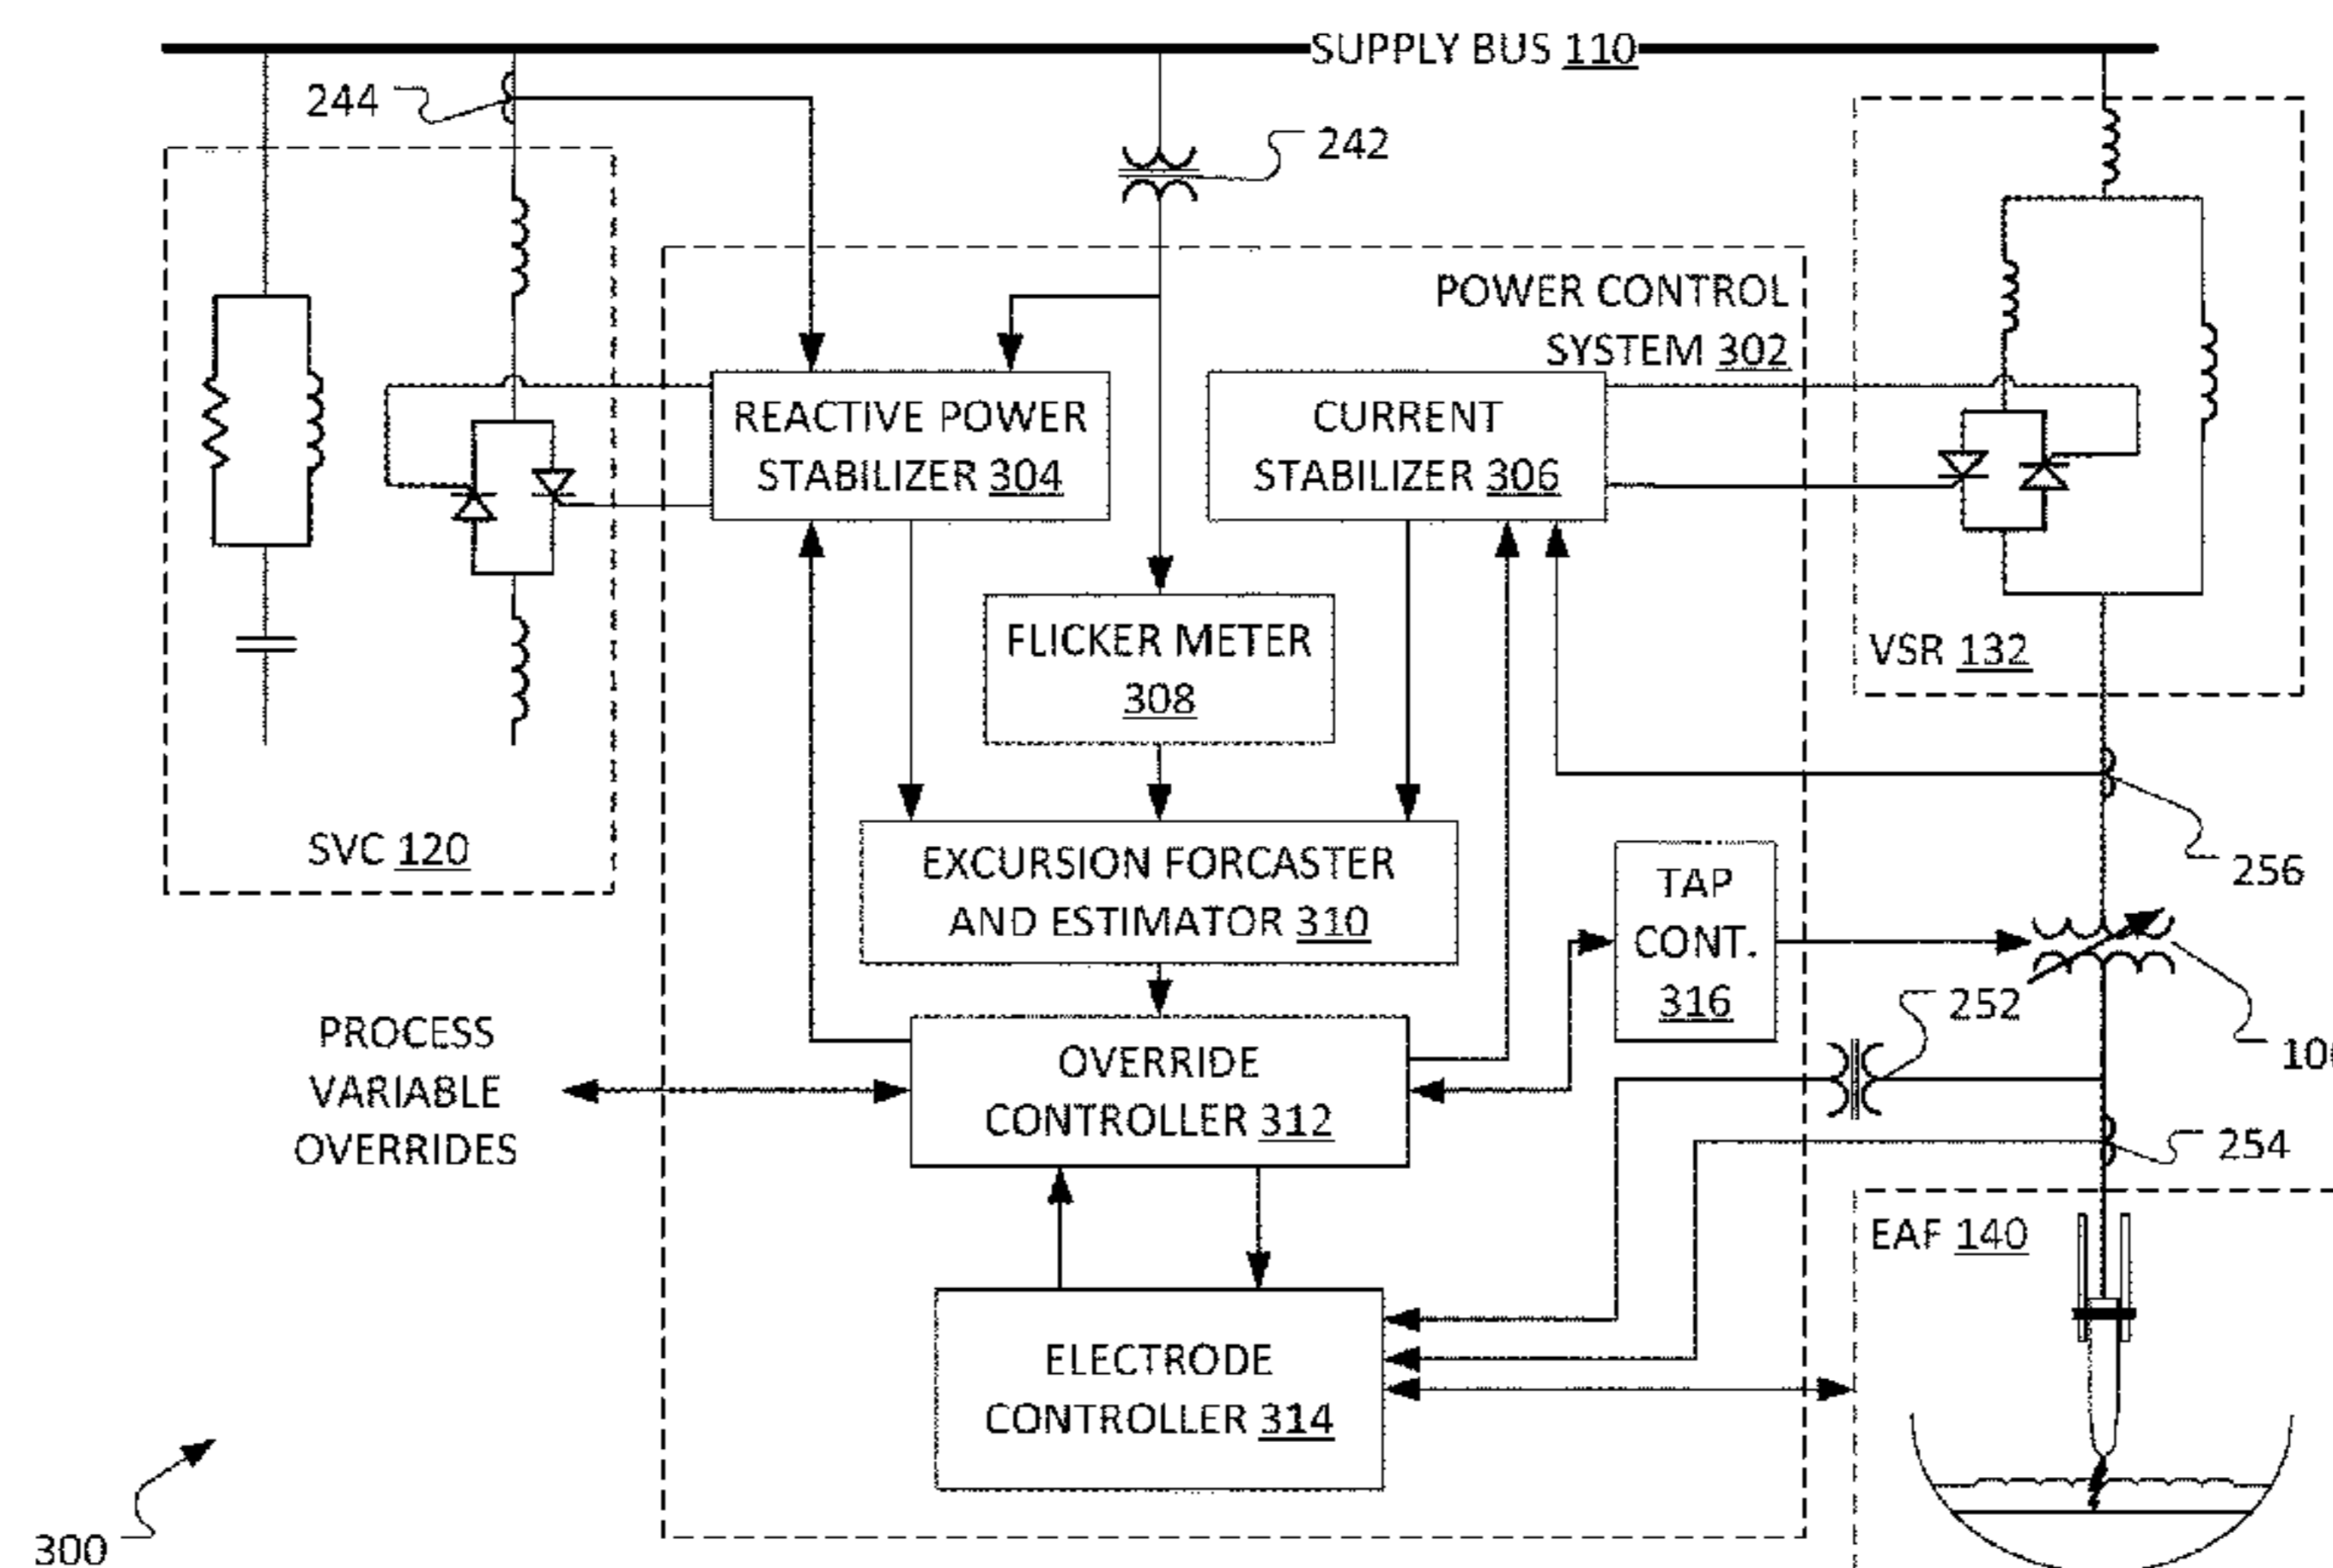 SUPPLY BUS 110
244
242
POWER CONTROL
SYSTEM 302
REACTIVE POWER
STABILIZER 304
CURRENT
STABILIZER 306
FLICKER METER
308
VSR 132
SVC 120
EXCURSION FORCASTER
AND ESTIMATOR 310
TAP
CONT.
316
256
252
PROCESS
VARIABLE
OVERRIDES
OVERRIDE
CONTROLLER 312
254
EAF 140
ELECTRODE
CONTROLLER 314
300